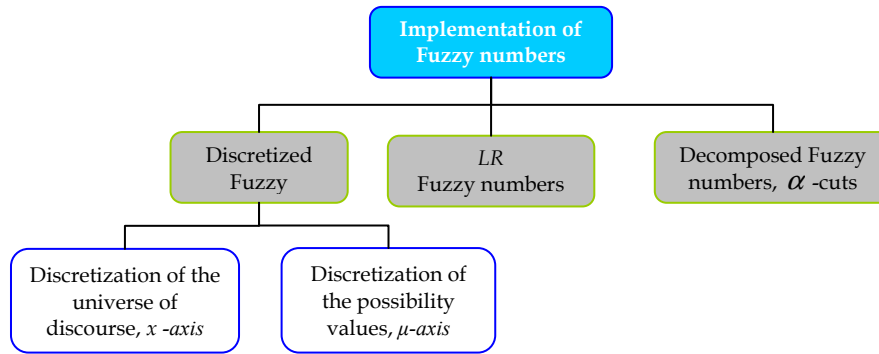 Implementation of
Fuzzy numbers
Discretized
Fuzzy
LR
Fuzzy numbers
Decomposed Fuzzy
numbers, α -cuts
Discretization of the
universe of
discourse, x -axis
Discretization of
the possibility
values, μ-axis